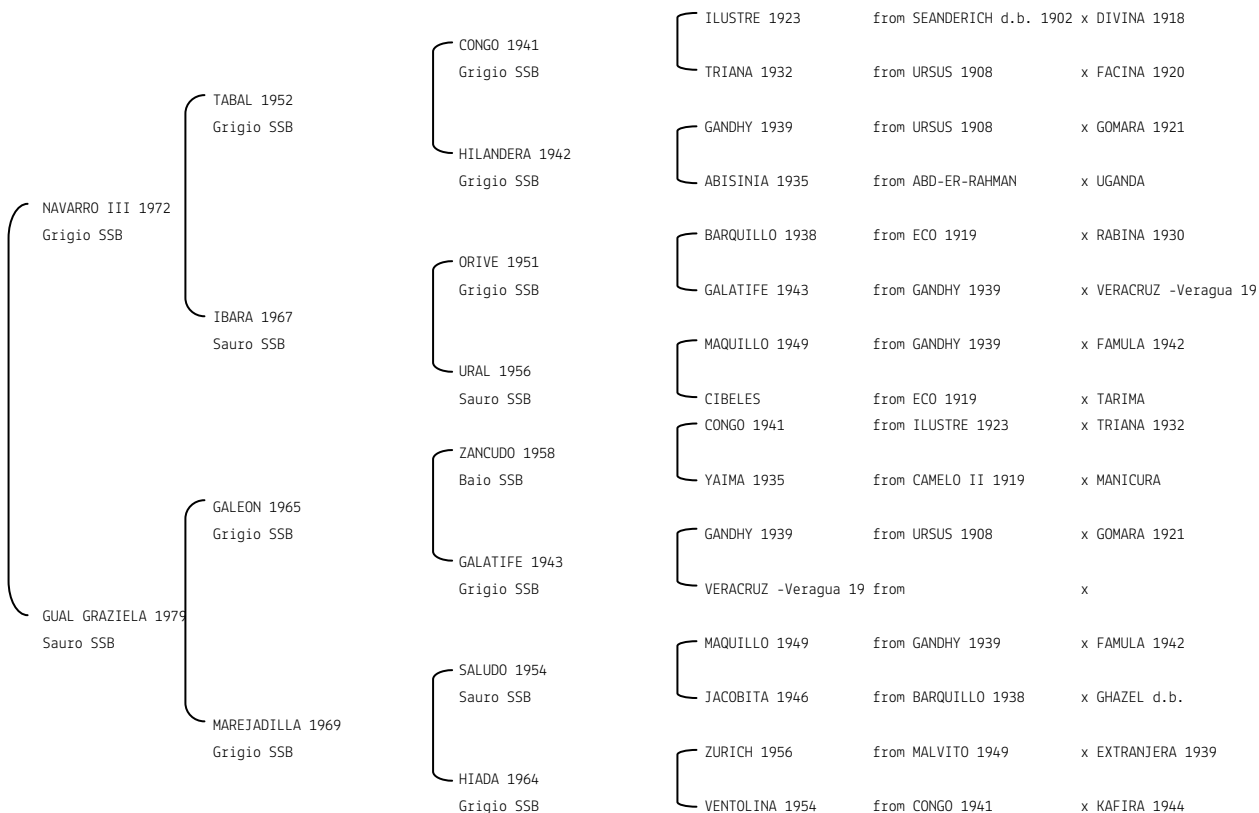 ILUSTRE 1923 from SEANDERICH d.b. 1902 x DIVINA 1918
CONGO 1941
Grigio SSB TRIANA 1932 from URSUS 1908 x FACINA 1920
TABAL 1952
Grigio SSB GANDHY 1939 from URSUS 1908 x GOMARA 1921
HILANDERA 1942
Grigio SSB ABISINIA 1935 from ABD-ER-RAHMAN x UGANDA
NAVARRO III 1972
Grigio SSB BARQUILLO 1938 from ECO 1919 x RABINA 1930
ORIVE 1951
Grigio SSB GALATIFE 1943 from GANDHY 1939 x VERACRUZ -Veragua 19
IBARA 1967
Sauro SSB MAQUILLO 1949 from GANDHY 1939 x FAMULA 1942
URAL 1956
Sauro SSB CIBELES from ECO 1919 x TARIMA
CONGO 1941 from ILUSTRE 1923 x TRIANA 1932
ZANCUDO 1958
Baio SSB YAIMA 1935 from CAMELO II 1919 x MANICURA
GALEON 1965
Grigio SSB GANDHY 1939 from URSUS 1908 x GOMARA 1921
GALATIFE 1943
Grigio SSB VERACRUZ -Veragua 19 from x
GUAL GRAZIELA 1979
Sauro SSB MAQUILLO 1949 from GANDHY 1939 x FAMULA 1942
SALUDO 1954
Sauro SSB JACOBITA 1946 from BARQUILLO 1938 x GHAZEL d.b.
MAREJADILLA 1969
Grigio SSB ZURICH 1956 from MALVITO 1949 x EXTRANJERA 1939
HIADA 1964
Grigio SSB VENTOLINA 1954 from CONGO 1941 x KAFIRA 1944